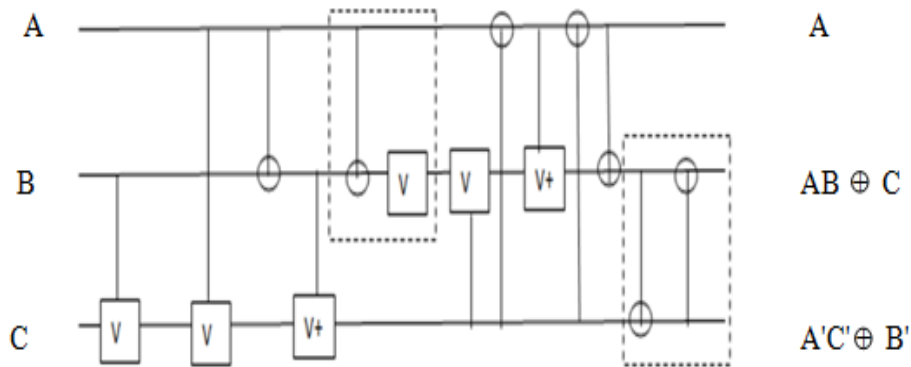 A A
V V V+
B AB ⊕ C
V V V+
C A'C'⊕ B'